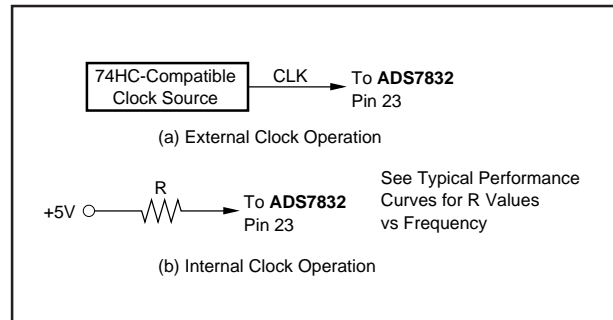 74HC-Compatible
Clock Source
CLK
To ADS7832
Pin 23
(a) External Clock Operation
+5V
R
To ADS7832
Pin 23
See Typical Performance
Curves for R Values
vs Frequency
(b) Internal Clock Operation